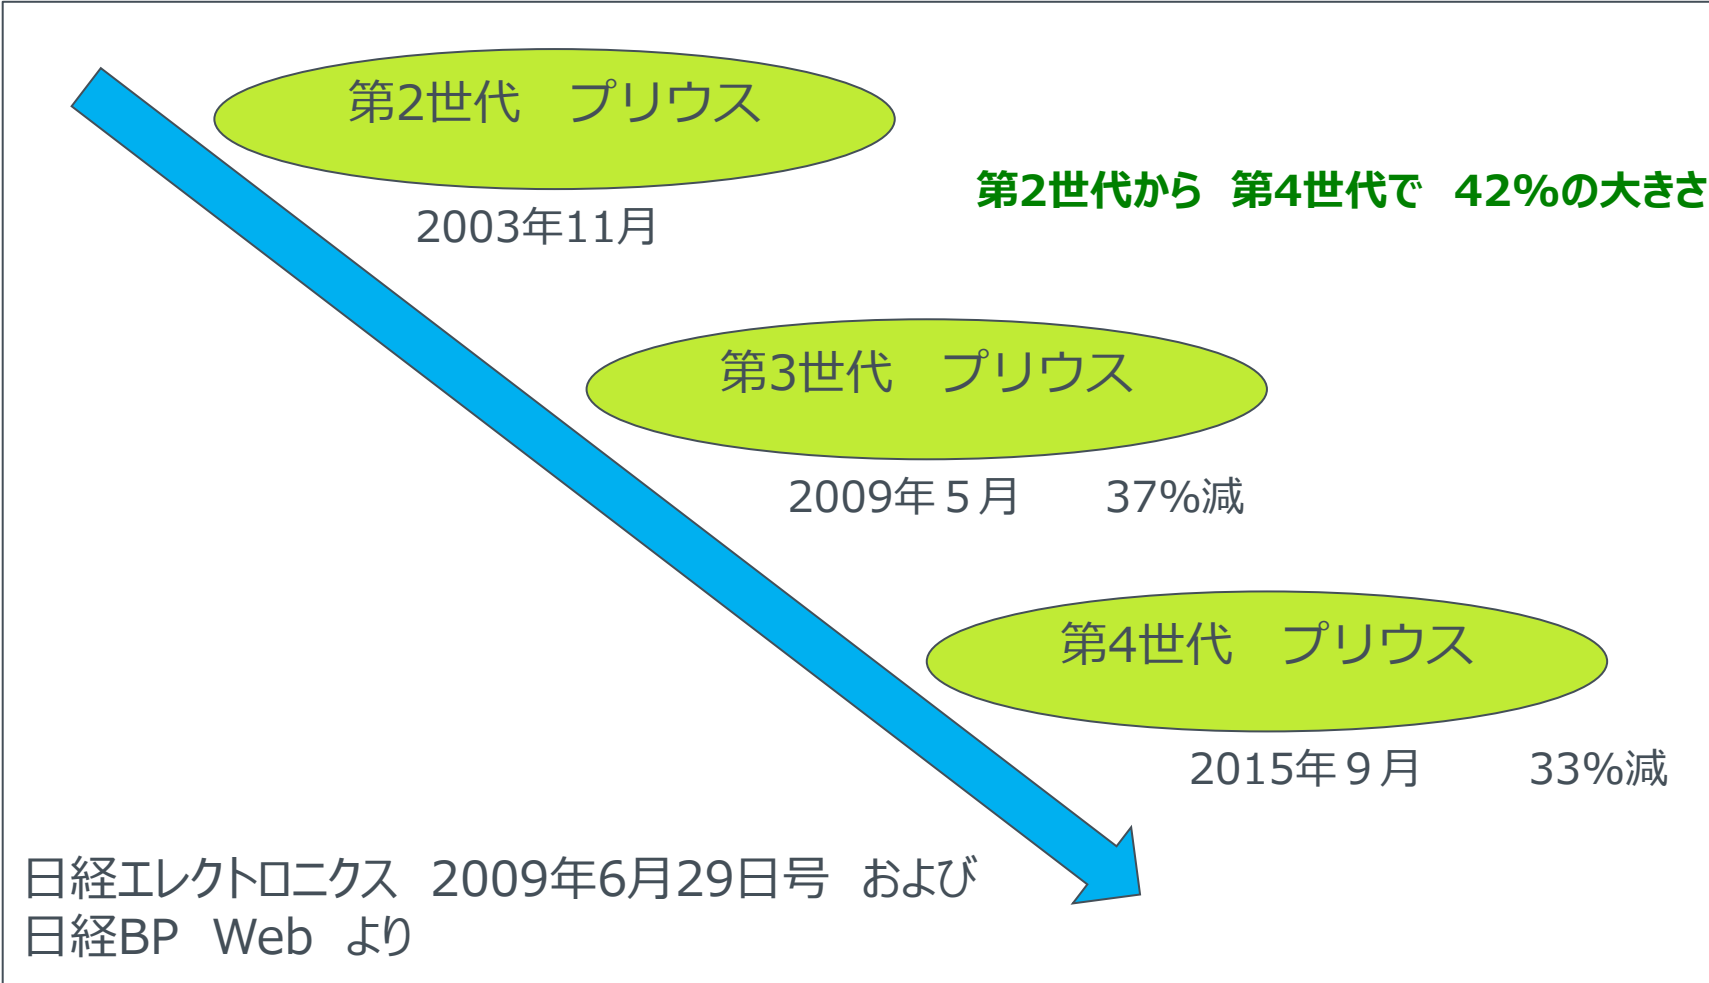 第2世代　プリウス
2003年11月
第2世代から　第4世代で　42%の大きさ
第3世代　プリウス
2009年５月　　37%減
第4世代　プリウス
2015年９月　　33%減
日経エレクトロニクス　2009年6月29日号　および
日経BP　Web　より